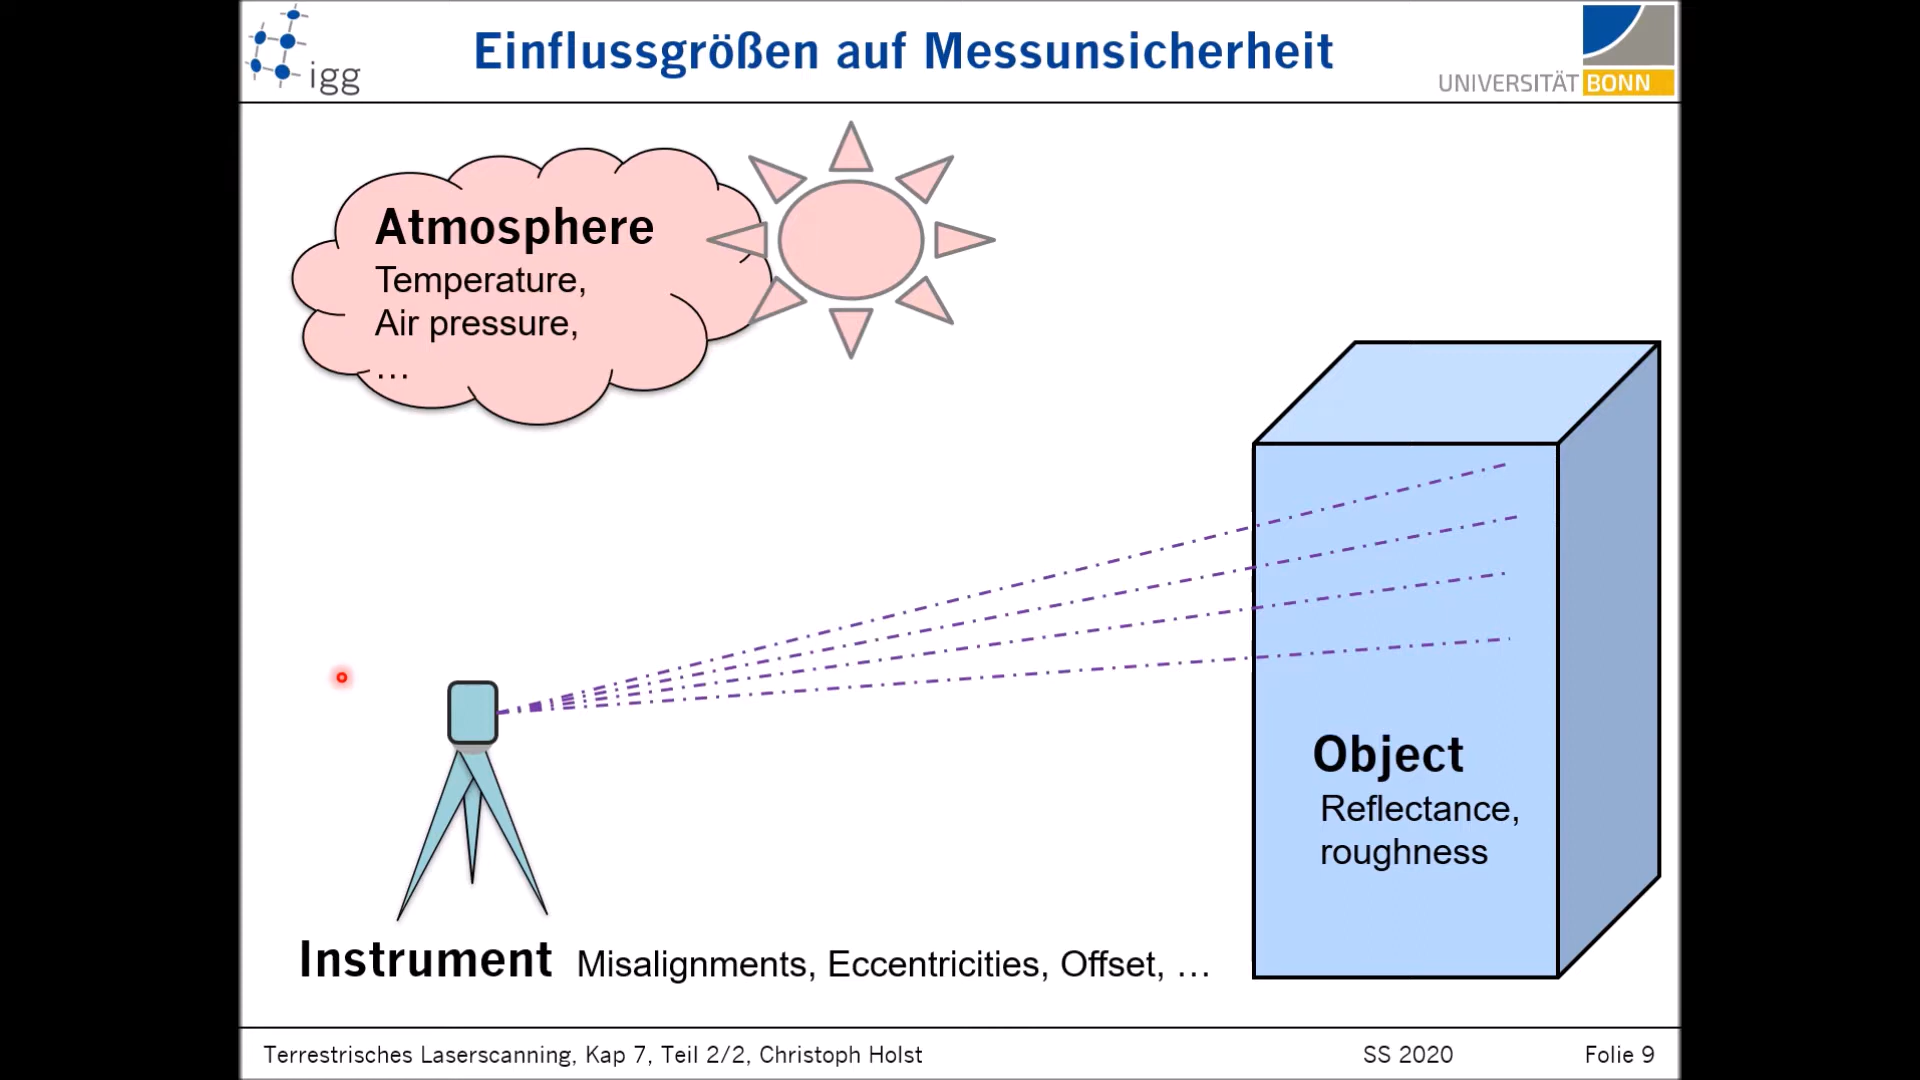 igg
Einflussgrößen auf Messunsicherheit
UNIVERSITÄT BONN
Atmosphere
Temperature,
Air pressure,
…
Object
Reflectance,
roughness
Instrument Misalignments, Eccentricities, Offset, …
Terrestrisches Laserscanning, Kap 7, Teil 2/2, Christoph Holst SS 2020 Folie 9